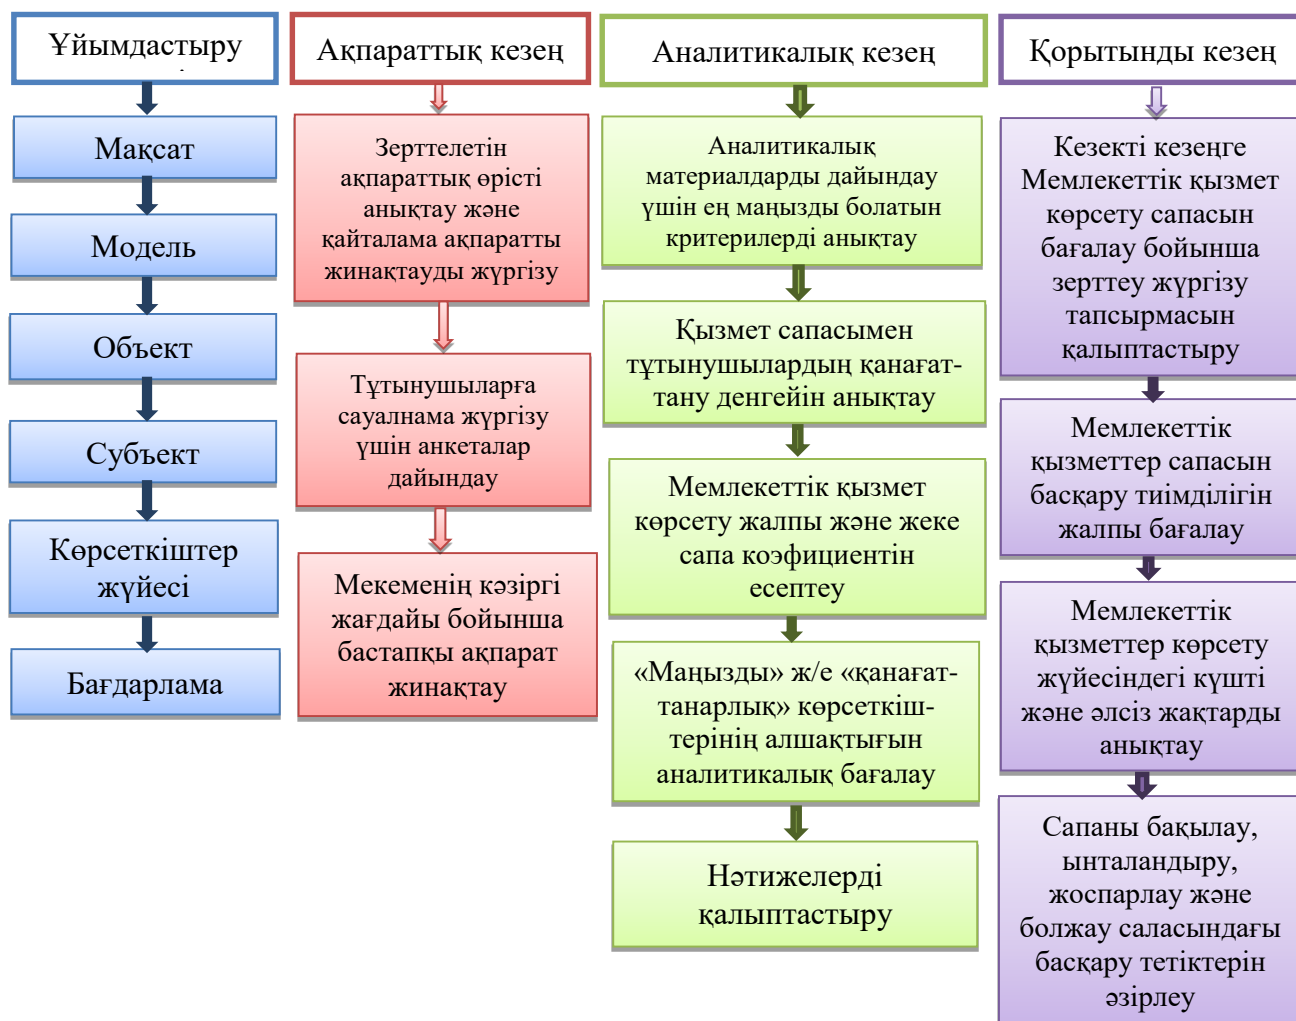 Ұйымдастыру
Мақсат
Модель
Объект
Субъект
Көрсеткіштер
жүйесі
Бағдарлама
Ақпараттық кезең
Зерттелетін
ақпараттық өрісті
анықтау және
қайталама ақпаратты
жинақтауды жүргізу
Тұтынушыларға
сауалнама жүргізу
үшін анкеталар
дайындау
Мекеменің кәзіргі
жағдайы бойынша
бастапқы ақпарат
жинақтау
Аналитикалық кезең
Аналитикалық
материалдарды дайындау
үшін ең маңызды болатын
критерилерді анықтау
Қызмет сапасымен
тұтынушылардың қанағат-
тану денгейін анықтау
Мемлекеттік қызмет
көрсету жалпы және жеке
сапа коэфициентін
есептеу
«Маңызды» ж/е «қанағат-
танарлық» көрсеткіш-
терінің алшақтығын
аналитикалық бағалау
Нәтижелерді
қалыптастыру
Қорытынды кезең
Кезекті кезеңге
Мемлекеттік қызмет
көрсету сапасын
бағалау бойынша
зерттеу жүргізу
тапсырмасын
қалыптастыру
Мемлекеттік
қызметтер сапасын
басқару тиімділігін
жалпы бағалау
Мемлекеттік
қызметтер көрсету
жүйесіндегі күшті
және әлсіз жақтарды
анықтау
Сапаны бақылау,
ынталандыру,
жоспарлау және
болжау саласындағы
басқару тетіктерін
әзірлеу